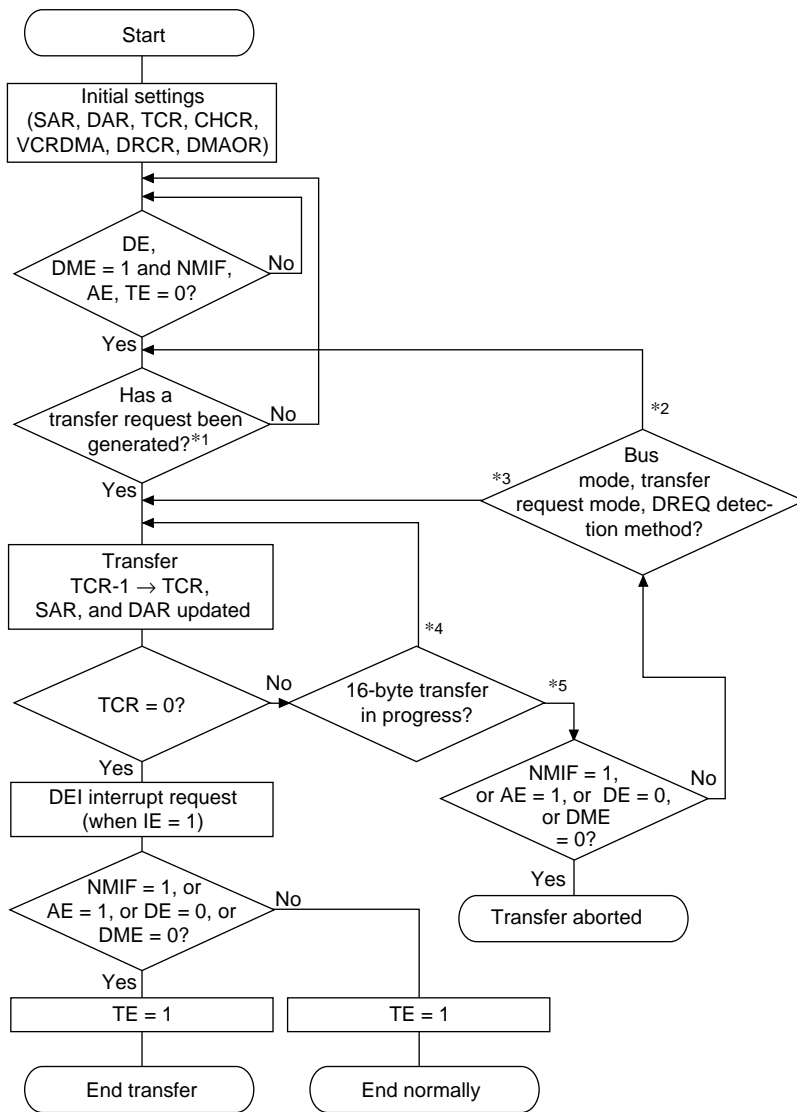 Start
Initial settings
(SAR, DAR, TCR, CHCR,
VCRDMA, DRCR, DMAOR)
DE,
DME = 1 and NMIF,
AE, TE = 0?
No
Yes
Has a
transfer request been
generated?*1
No
Yes
*2
Bus
mode, transfer
request mode, DREQ detec-
tion method?
*3
Transfer
TCR-1 → TCR,
SAR, and DAR updated
*4
TCR = 0?
No
16-byte transfer
in progress?
*5
Yes
NMIF = 1,
or AE = 1, or DE = 0,
or DME
= 0?
No
Yes
Transfer aborted
DEI interrupt request
(when IE = 1)
NMIF = 1, or
AE = 1, or DE = 0, or
DME = 0?
No
Yes
TE = 1
TE = 1
End transfer
End normally